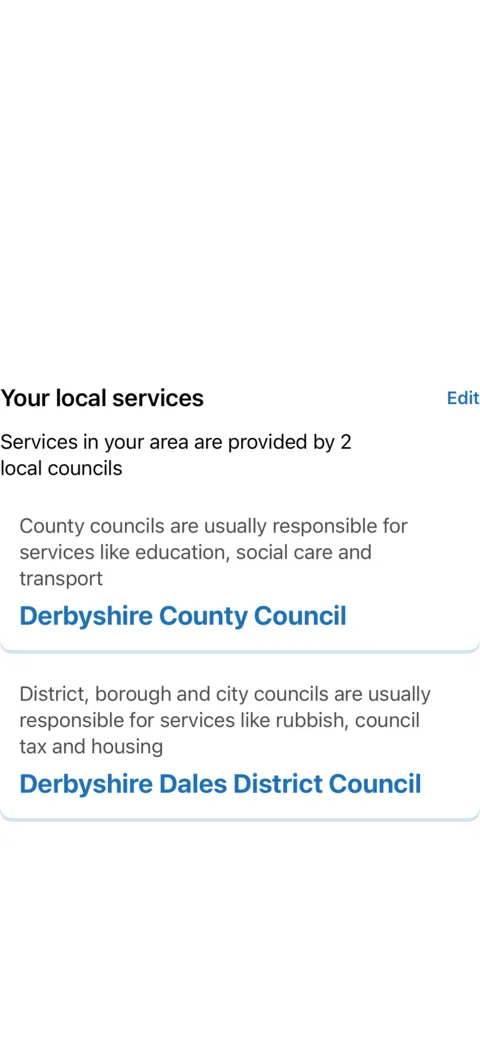 Your local services
Edit
Services in your area are provided by 2
local councils
County councils are usually responsible for
services like education, social care and
transport
Derbyshire County Council
District, borough and city councils are usually
responsible for services like rubbish, council
tax and housing
Derbyshire Dales District Council